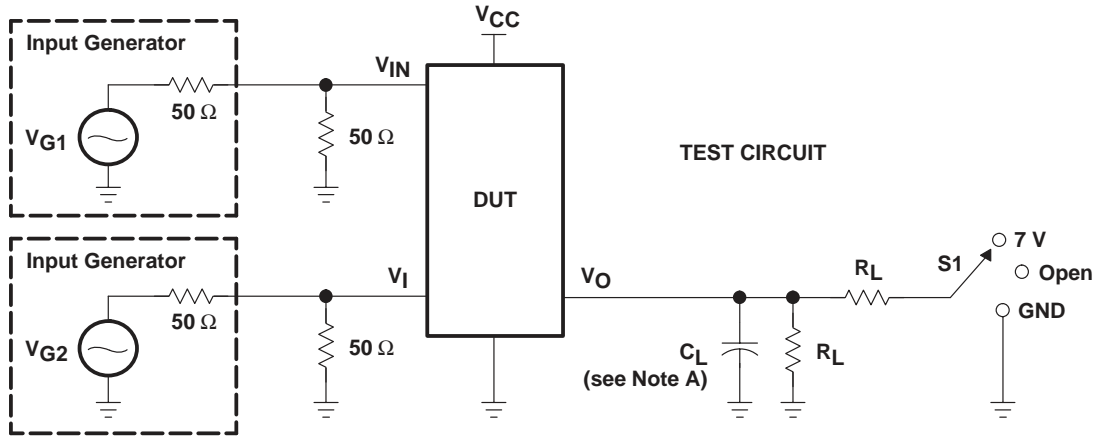 VCC
Input Generator
VIN
50 Ω
VG1
50 Ω
TEST CIRCUIT
DUT
Input Generator
VI
VO
RL
S1
7 V
Open
GND
50 Ω
VG2
50 Ω
CL
(see Note A)
RL